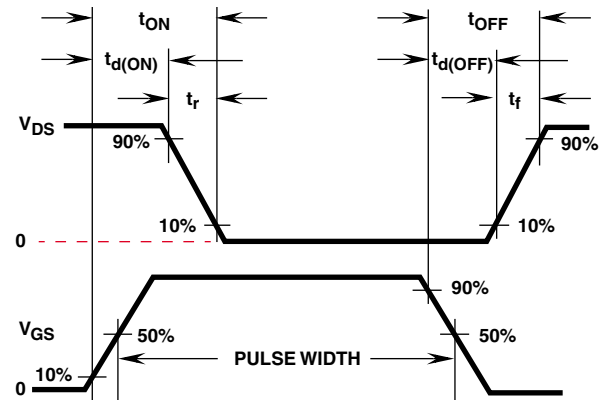 tON
tOFF
td(ON)
td(OFF)
tr
tf
VDS
90%
90%
10%
10%
0
90%
VGS
50%
50%
PULSE WIDTH
10%
0